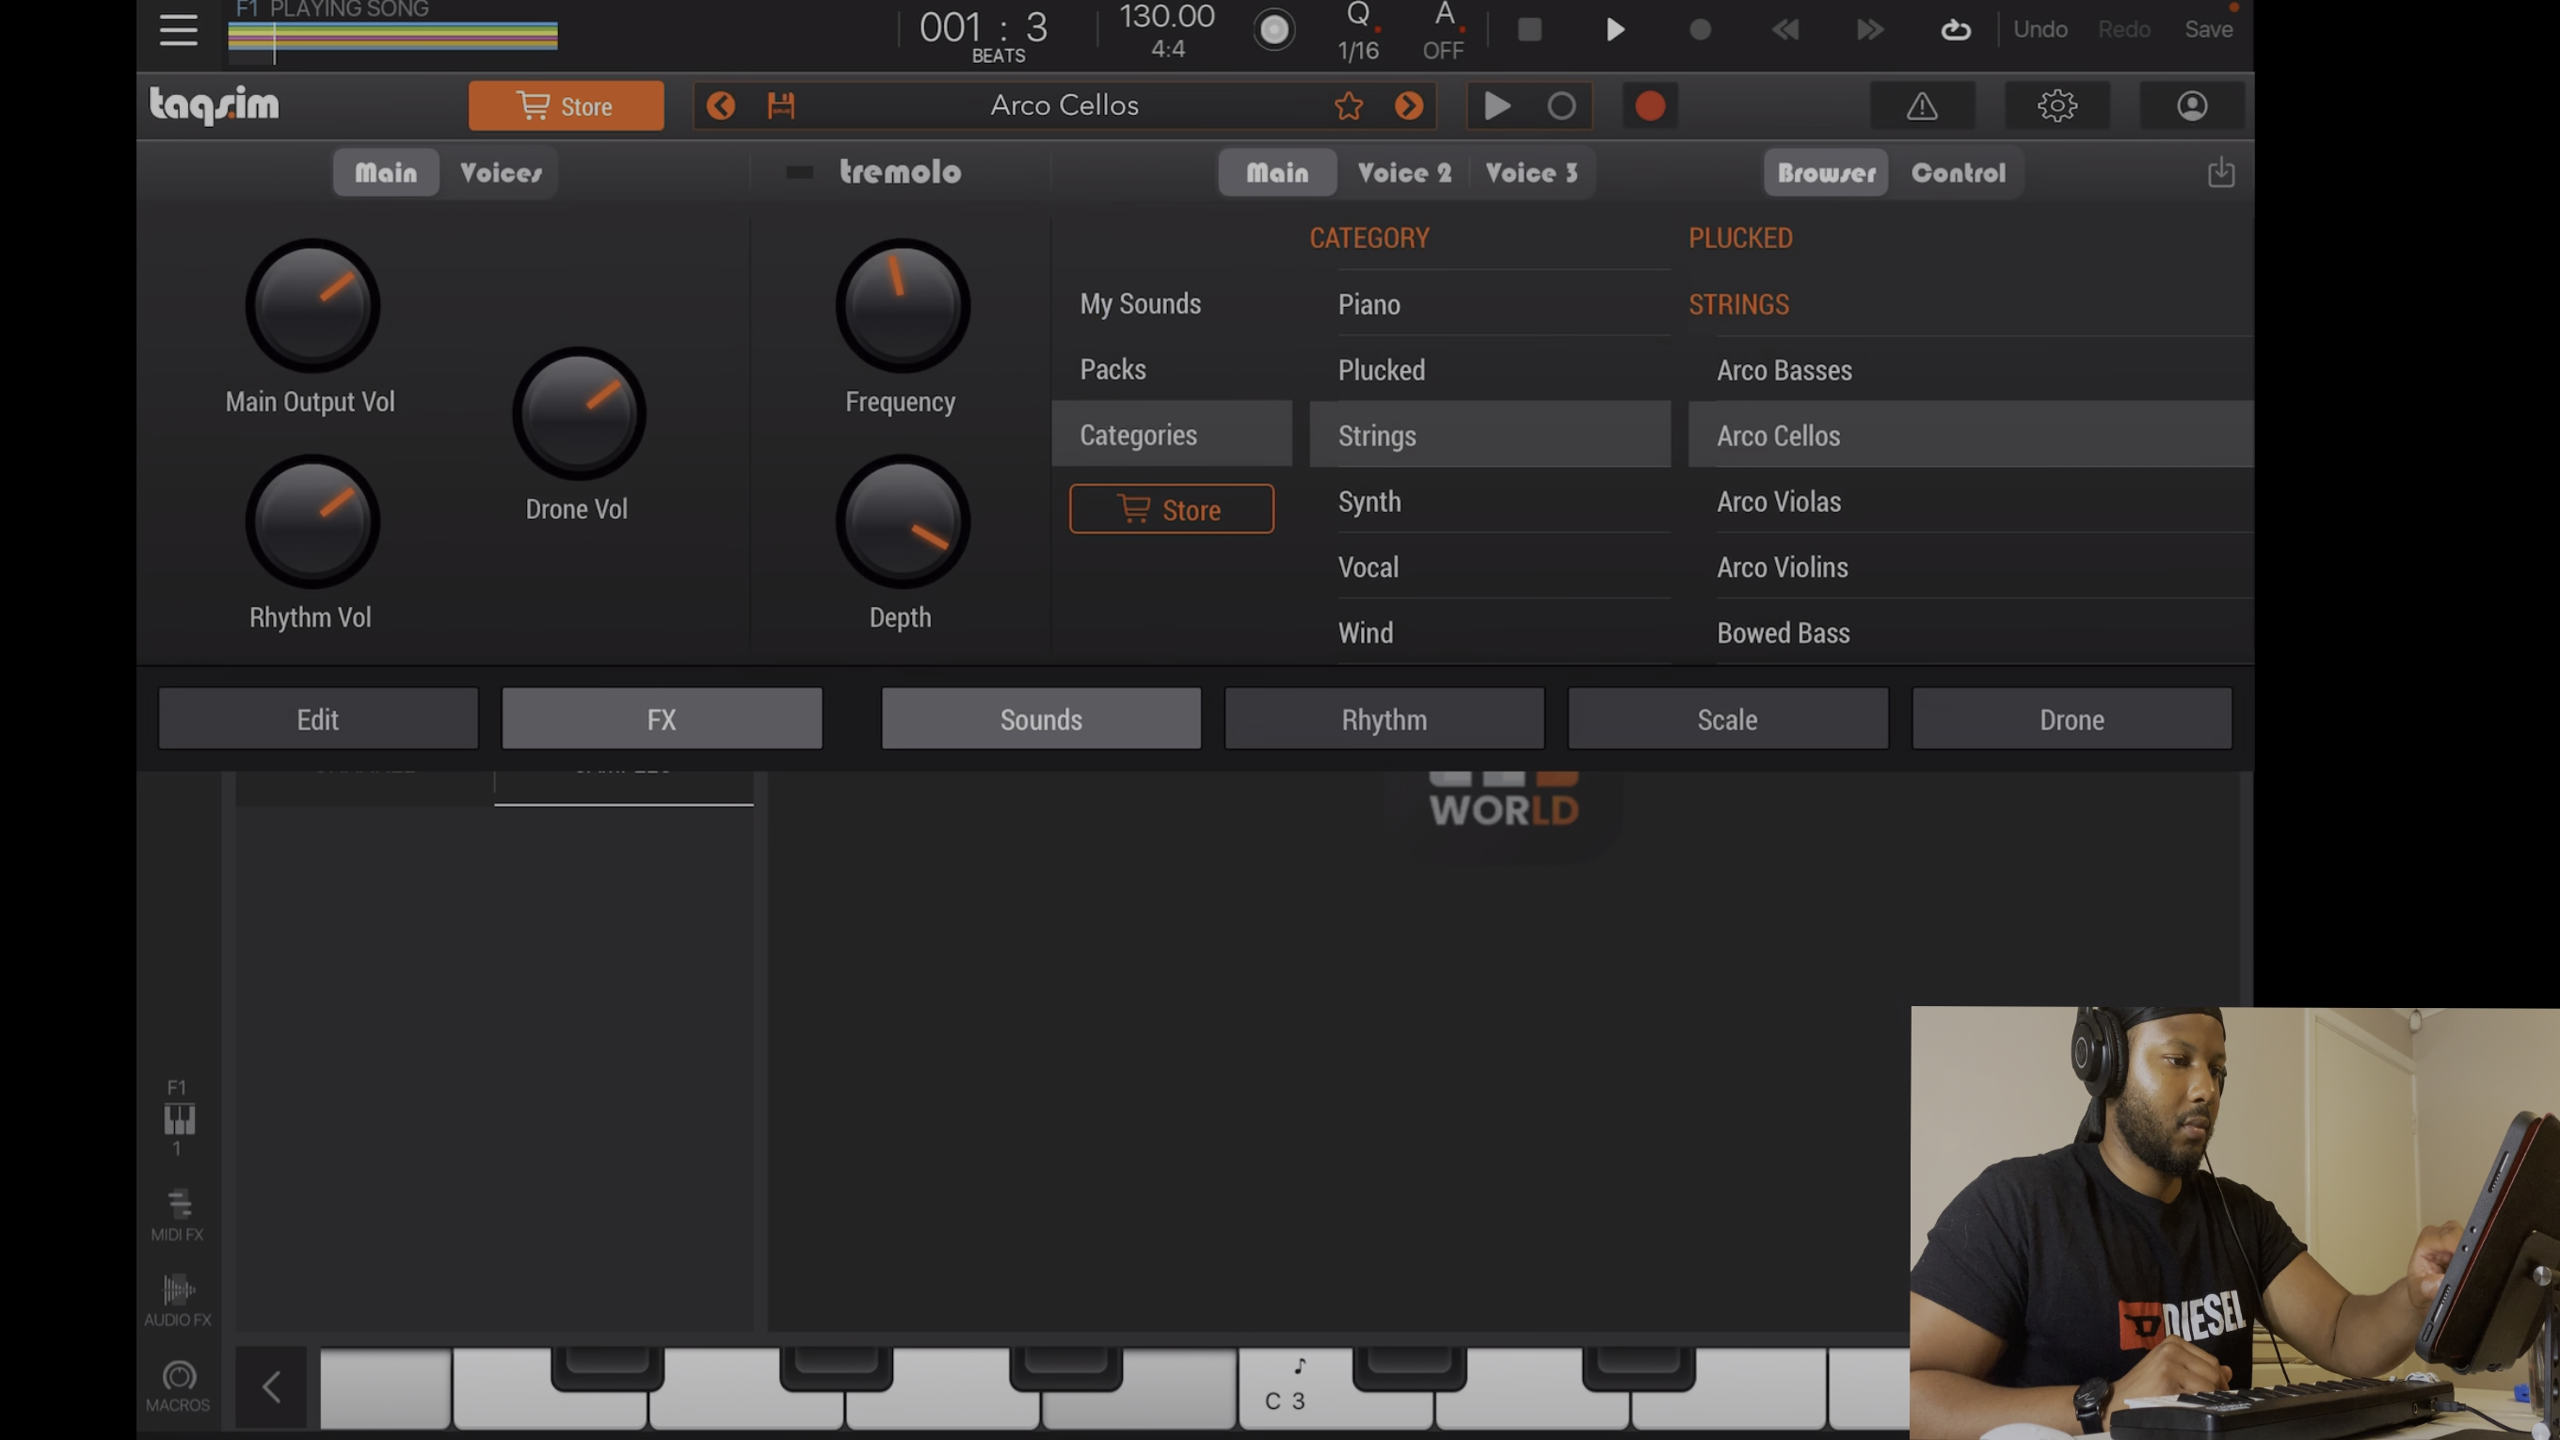 F1 PLAYING SONG
001 : 3
BEATS
130.00
4:4
Q
1/16
A
OFF
Undo
Redo
Save
taqs.im
Store
Arco Cellos
Main
Voices
tremolo
Main
Voice 2
Voice 3
Browser
Control
Main Output Vol
Drone Vol
Rhythm Vol
Frequency
Depth
My Sounds
Packs
Categories
Store
CATEGORY
Piano
Plucked
Strings
Synth
Vocal
Wind
PLUCKED
STRINGS
Arco Basses
Arco Cellos
Arco Violas
Arco Violins
Bowed Bass
Edit
FX
Sounds
Rhythm
Scale
Drone
WORLD
F1
1
MIDI FX
AUDIO FX
MACROS
C 3
DIESEL